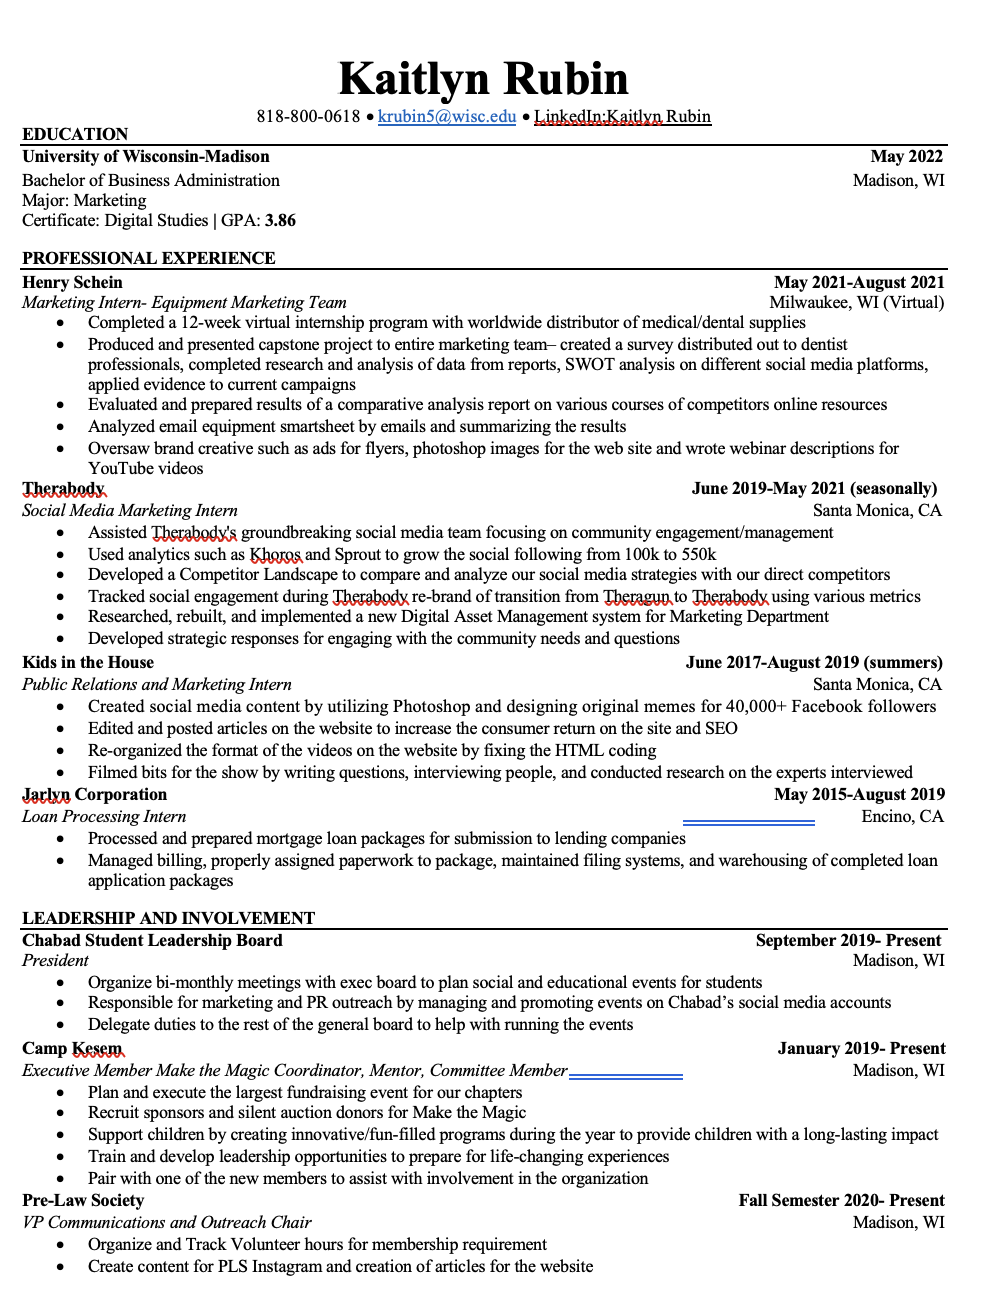 Kaitlyn Rubin
818-800-0618 • krubin5@wisc.edu • LinkedIn:Kaitlyn Rubin
EDUCATION
University of Wisconsin-Madison May 2022
Bachelor of Business Administration Madison, WI
Major: Marketing
Certificate: Digital Studies | GPA: 3.86
PROFESSIONAL EXPERIENCE
Henry Schein May 2021-August 2021
Marketing Intern- Equipment Marketing Team Milwaukee, WI (Virtual)
• Completed a 12-week virtual internship program with worldwide distributor of medical/dental supplies
• Produced and presented capstone project to entire marketing team– created a survey distributed out to dentist
professionals, completed research and analysis of data from reports, SWOT analysis on different social media platforms,
applied evidence to current campaigns
• Evaluated and prepared results of a comparative analysis report on various courses of competitors online resources
• Analyzed email equipment smartsheet by emails and summarizing the results
• Oversaw brand creative such as ads for flyers, photoshop images for the web site and wrote webinar descriptions for
YouTube videos
Therabody June 2019-May 2021 (seasonally)
Social Media Marketing Intern Santa Monica, CA
• Assisted Therabody's groundbreaking social media team focusing on community engagement/management
• Used analytics such as Khoros and Sprout to grow the social following from 100k to 550k
• Developed a Competitor Landscape to compare and analyze our social media strategies with our direct competitors
• Tracked social engagement during Therabody re-brand of transition from Theragun to Therabody using various metrics
• Researched, rebuilt, and implemented a new Digital Asset Management system for Marketing Department
• Developed strategic responses for engaging with the community needs and questions
Kids in the House June 2017-August 2019 (summers)
Public Relations and Marketing Intern Santa Monica, CA
• Created social media content by utilizing Photoshop and designing original memes for 40,000+ Facebook followers
• Edited and posted articles on the website to increase the consumer return on the site and SEO
• Re-organized the format of the videos on the website by fixing the HTML coding
• Filmed bits for the show by writing questions, interviewing people, and conducted research on the experts interviewed
Jarlyn Corporation May 2015-August 2019
Loan Processing Intern Encino, CA
• Processed and prepared mortgage loan packages for submission to lending companies
• Managed billing, properly assigned paperwork to package, maintained filing systems, and warehousing of completed loan
application packages
LEADERSHIP AND INVOLVEMENT
Chabad Student Leadership Board September 2019- Present
President Madison, WI
• Organize bi-monthly meetings with exec board to plan social and educational events for students
• Responsible for marketing and PR outreach by managing and promoting events on Chabad’s social media accounts
• Delegate duties to the rest of the general board to help with running the events
Camp Kesem January 2019- Present
Executive Member Make the Magic Coordinator, Mentor, Committee Member Madison, WI
• Plan and execute the largest fundraising event for our chapters
• Recruit sponsors and silent auction donors for Make the Magic
• Support children by creating innovative/fun-filled programs during the year to provide children with a long-lasting impact
• Train and develop leadership opportunities to prepare for life-changing experiences
• Pair with one of the new members to assist with involvement in the organization
Pre-Law Society Fall Semester 2020- Present
VP Communications and Outreach Chair Madison, WI
• Organize and Track Volunteer hours for membership requirement
• Create content for PLS Instagram and creation of articles for the website